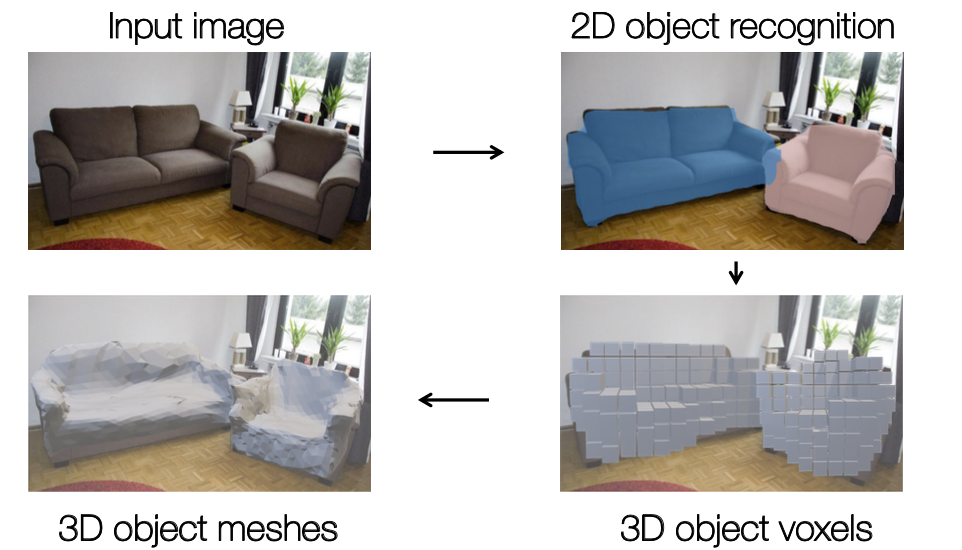 Input image
2D object recognition
3D object meshes
3D object voxels